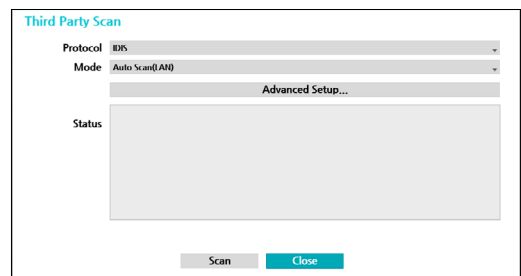 Third Party Scan
Protocol IDIS
Mode Auto Scan(LAN)
Advanced Setup...
Status
Scan Close